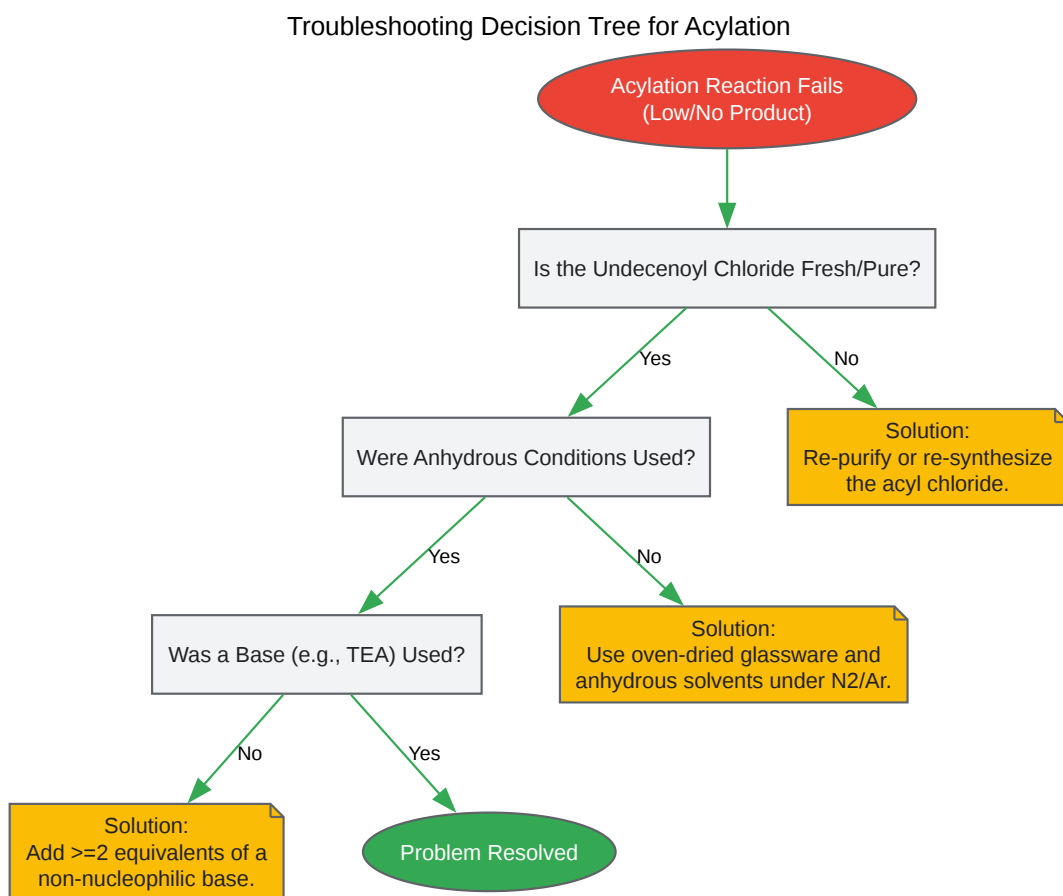 Troubleshooting Decision Tree for Acylation
Acylation Reaction Fails
(Low/No Product)
Is the Undecenoyl Chloride Fresh/Pure?
Yes
No
Were Anhydrous Conditions Used?
Solution:
Re-purify or re-synthesize
the acyl chloride.
Yes
No
Was a Base (e.g., TEA) Used?
Solution:
Use oven-dried glassware and
anhydrous solvents under N2/Ar.
No
Yes
Solution:
Add >=2 equivalents of a
non-nucleophilic base.
Problem Resolved